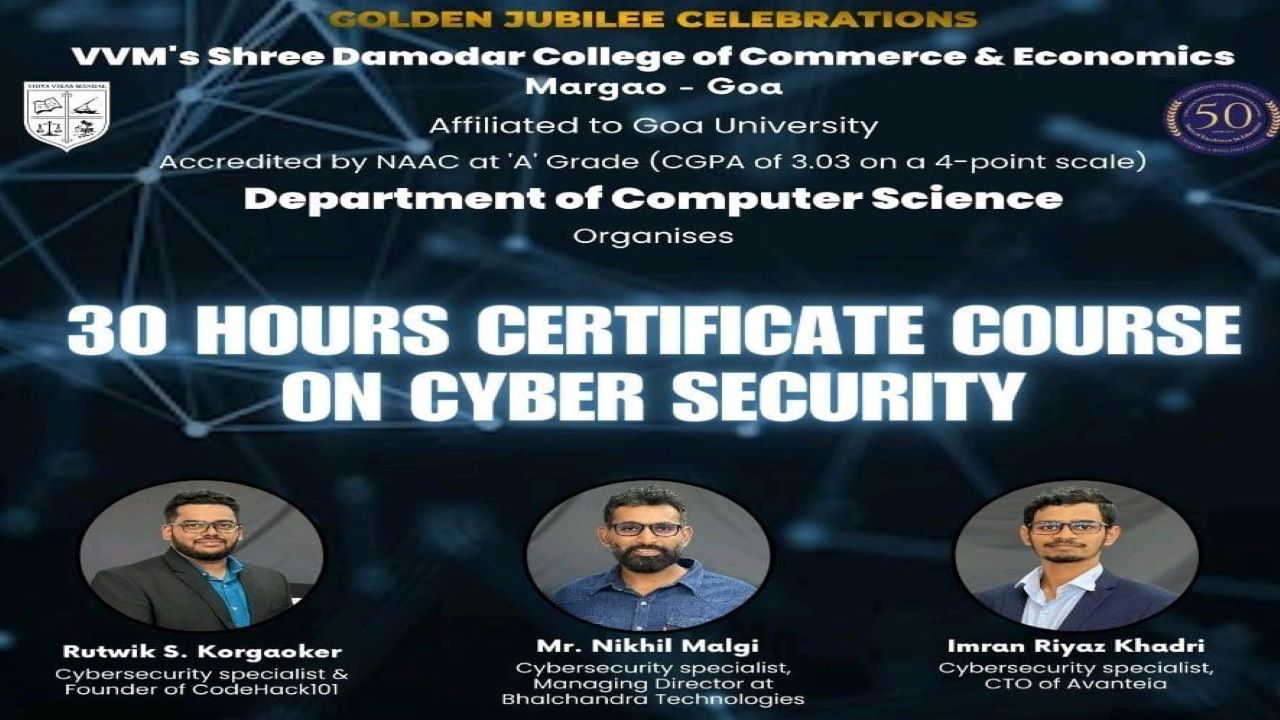 GOLDEN JUBILEE CELEBRATIONS
VVM's Shree Damodar College of Commerce & Economics
Margao - Goa
VIDYA VIKAS MANDAL
50
Affiliated to Goa University
Accredited by NAAC at 'A' Grade (CGPA of 3.03 on a 4-point scale)
Department of Computer Science
Organises
30 HOURS CERTIFICATE COURSE
ON CYBER SECURITY
Rutwik S. Korgaoker
Cybersecurity specialist &
Founder of CodeHack101
Mr. Nikhil Malgi
Cybersecurity specialist,
Managing Director at
Bhalchandra Technologies
Imran Riyaz Khadri
Cybersecurity specialist,
CTO of Avanteia